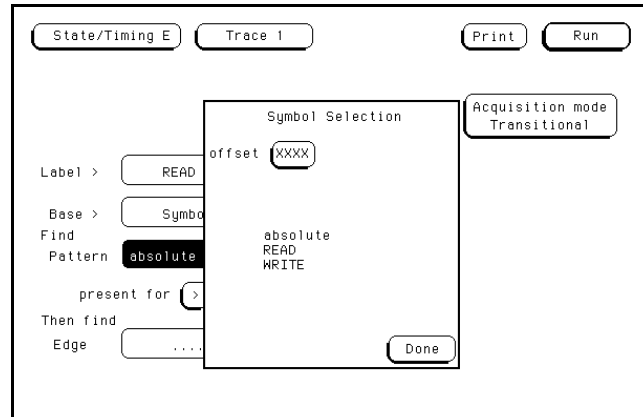 State/Timing E Trace 1 Print Run
Acquisition mode
Transitional
Symbol Selection
offset XXXX
Label > READ
Base > Symbo
absolute
READ
WRITE
Find
Pattern absolute
present for >
Then find
Edge ....
Done